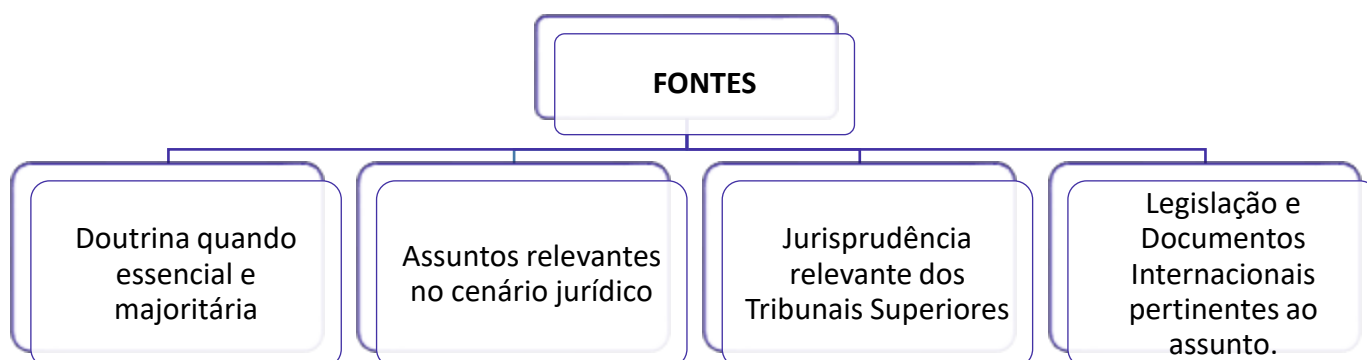 FONTES
Doutrina quando
essencial e
majoritária
Assuntos relevantes
no cenário jurídico
Jurisprudência
relevante dos
Tribunais Superiores
Legislação e
Documentos
Internacionais
pertinentes ao
assunto.